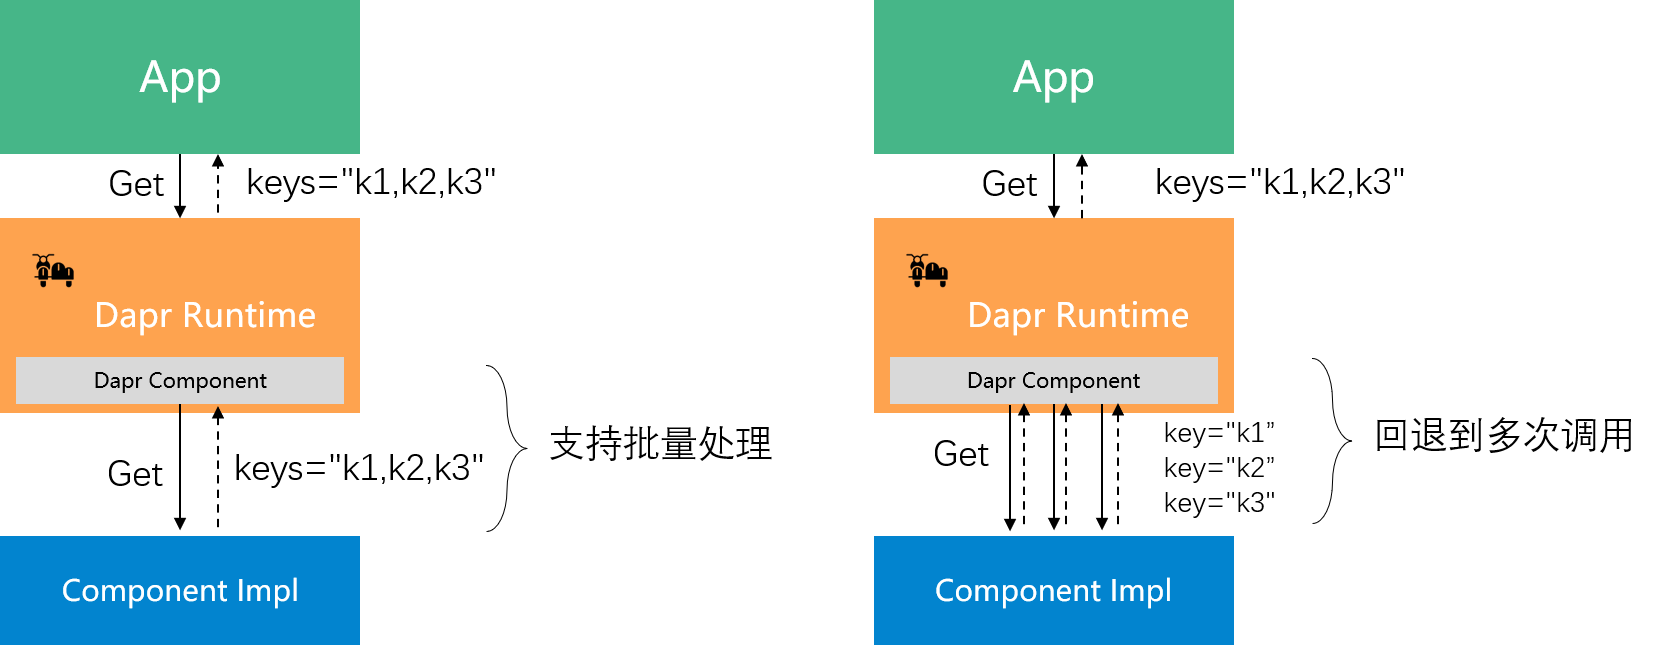 App
Get
keys="k1,k2,k3"
Dapr Runtime
Dapr Component
Get
keys="k1,k2,k3"
支持批量处理
Component Impl
App
Get
keys="k1,k2,k3"
Dapr Runtime
Dapr Component
Get
key="k1”
key="k2”
key="k3"
回退到多次调用
Component Impl